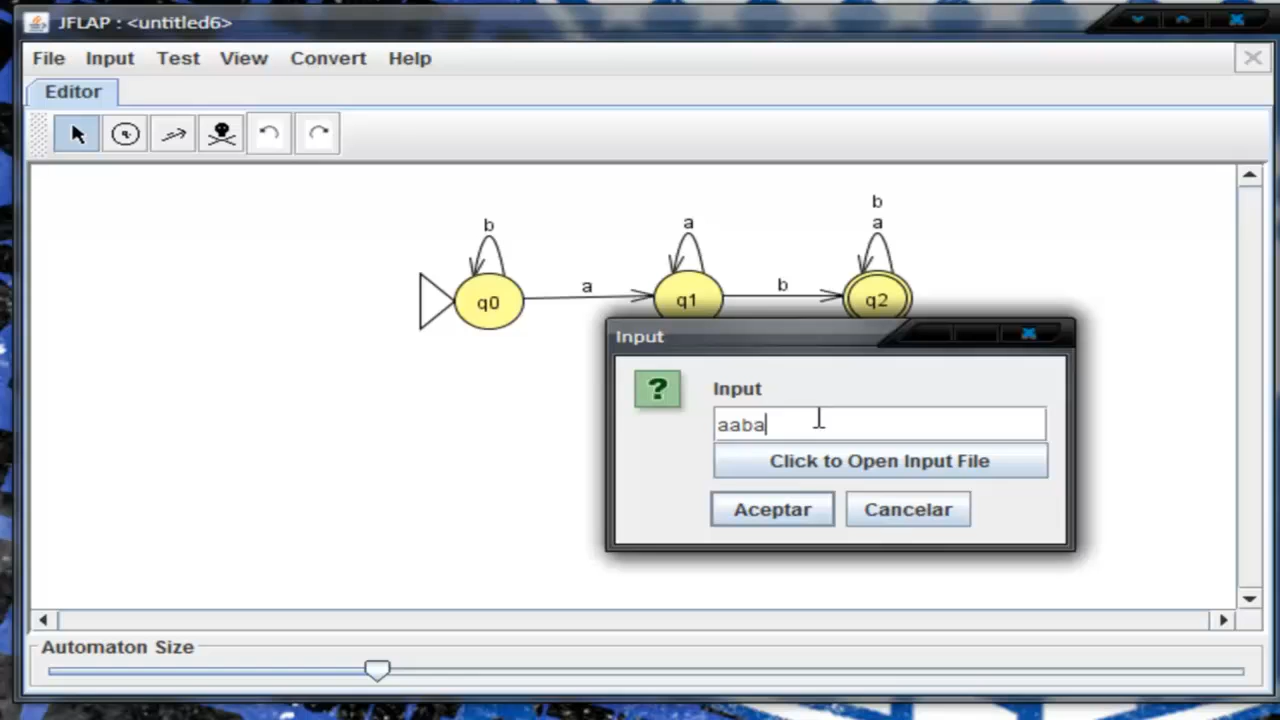 JFLAP : <untitled6>
File Input Test View Convert Help
Editor
b
b a a
a b
q0 q1 q2
Input
?
Input
aaba
Click to Open Input File
Aceptar Cancelar
Automaton Size